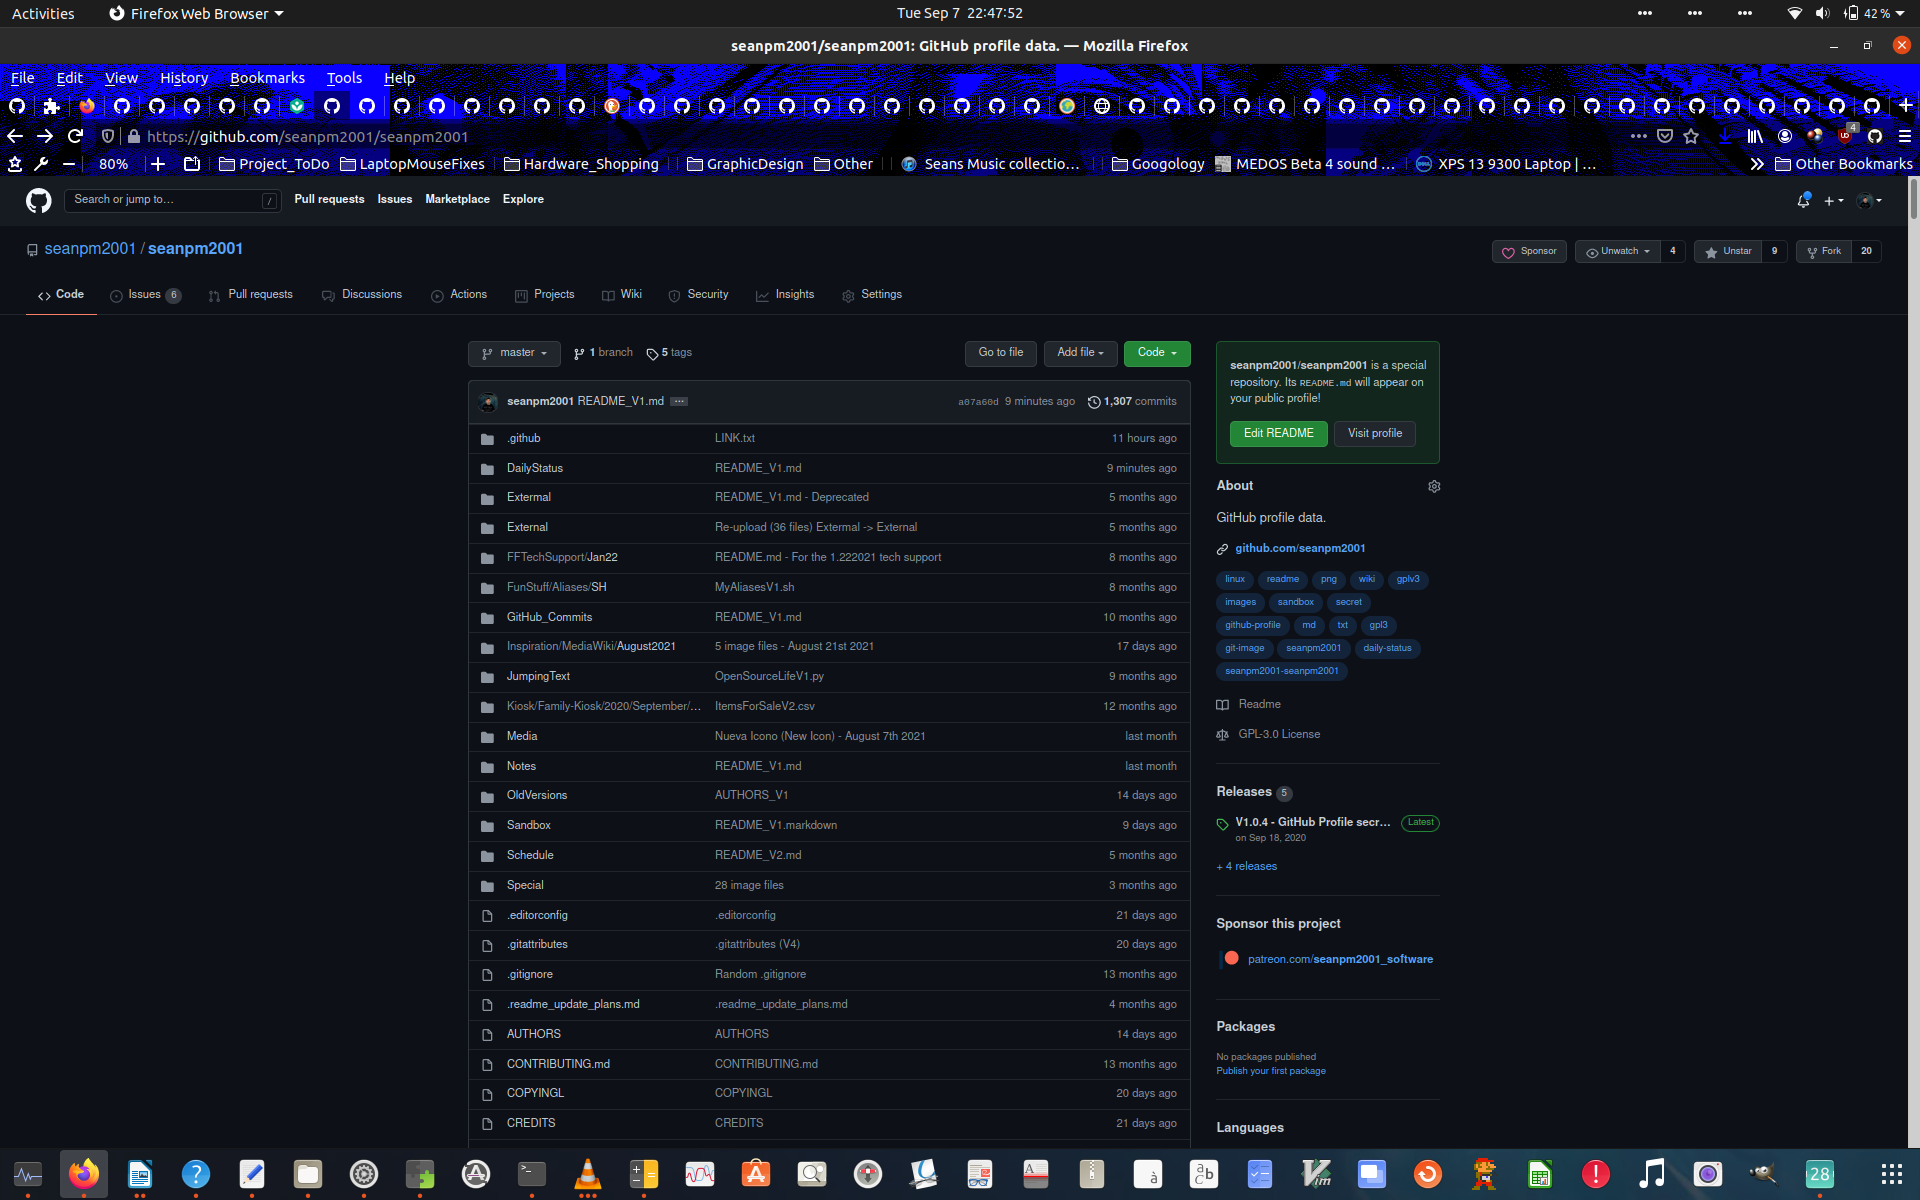 Activities Firefox Web Browser Tue Sep 7 22:47:52 42 %
seanpm2001/seanpm2001: GitHub profile data. — Mozilla Firefox
File Edit View History Bookmarks Tools Help
https://github.com/seanpm2001/seanpm2001 4
80% Project_ToDo LaptopMouseFixes Hardware_Shopping GraphicDesign Other Seans Music collectio… Googology MEDOS Beta 4 sound … XPS 13 9300 Laptop | … Other Bookmarks
Search or jump to… / Pull requests Issues Marketplace Explore
seanpm2001 / seanpm2001 Sponsor Unwatch 4 Unstar 9 Fork 20
Code Issues 6 Pull requests Discussions Actions Projects Wiki Security Insights Settings
master 1 branch 5 tags Go to file Add file Code
seanpm2001 README_V1.md ··· a07a60d 9 minutes ago 1,307 commits
.github LINK.txt 11 hours ago
DailyStatus README_V1.md 9 minutes ago
Extermal README_V1.md - Deprecated 5 months ago
External Re-upload (36 files) Extermal -> External 5 months ago
FFTechSupport/Jan22 README.md - For the 1.222021 tech support 8 months ago
FunStuff/Aliases/SH MyAliasesV1.sh 8 months ago
GitHub_Commits README_V1.md 10 months ago
Inspiration/MediaWiki/August2021 5 image files - August 21st 2021 17 days ago
JumpingText OpenSourceLifeV1.py 9 months ago
Kiosk/Family-Kiosk/2020/September/… ItemsForSaleV2.csv 12 months ago
Media Nueva Icono (New Icon) - August 7th 2021 last month
Notes README_V1.md last month
OldVersions AUTHORS_V1 14 days ago
Sandbox README_V1.markdown 9 days ago
Schedule README_V2.md 5 months ago
Special 28 image files 3 months ago
.editorconfig .editorconfig 21 days ago
.gitattributes .gitattributes (V4) 20 days ago
.gitignore Random .gitignore 13 months ago
.readme_update_plans.md .readme_update_plans.md 4 months ago
AUTHORS AUTHORS 14 days ago
CONTRIBUTING.md CONTRIBUTING.md 13 months ago
COPYINGL COPYINGL 20 days ago
CREDITS CREDITS 21 days ago
seanpm2001/seanpm2001 is a special
repository. Its README.md will appear on
your public profile!
Edit README Visit profile
About
GitHub profile data.
github.com/seanpm2001
linux readme png wiki gplv3
images sandbox secret
github-profile md txt gpl3
git-image seanpm2001 daily-status
seanpm2001-seanpm2001
Readme
GPL-3.0 License
Releases 5
V1.0.4 - GitHub Profile secr… Latest
on Sep 18, 2020
+ 4 releases
Sponsor this project
patreon.com/seanpm2001_software
Packages
No packages published
Publish your first package
Languages
28